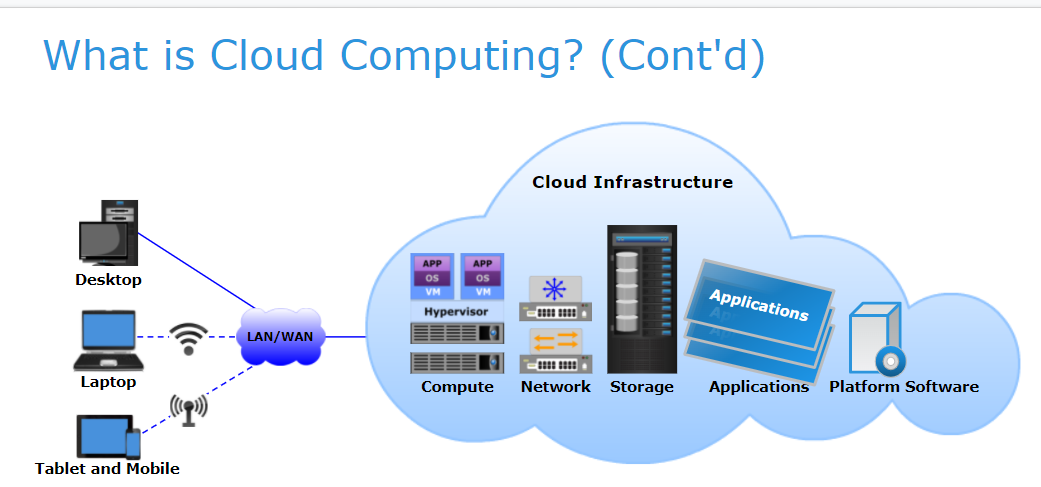 What is Cloud Computing? (Cont'd)
Cloud Infrastructure
Desktop
Laptop
Tablet and Mobile
LAN/WAN
APP
OS
VM
APP
OS
VM
Hypervisor
Compute
Network
Storage
Applications
Applications
Platform Software